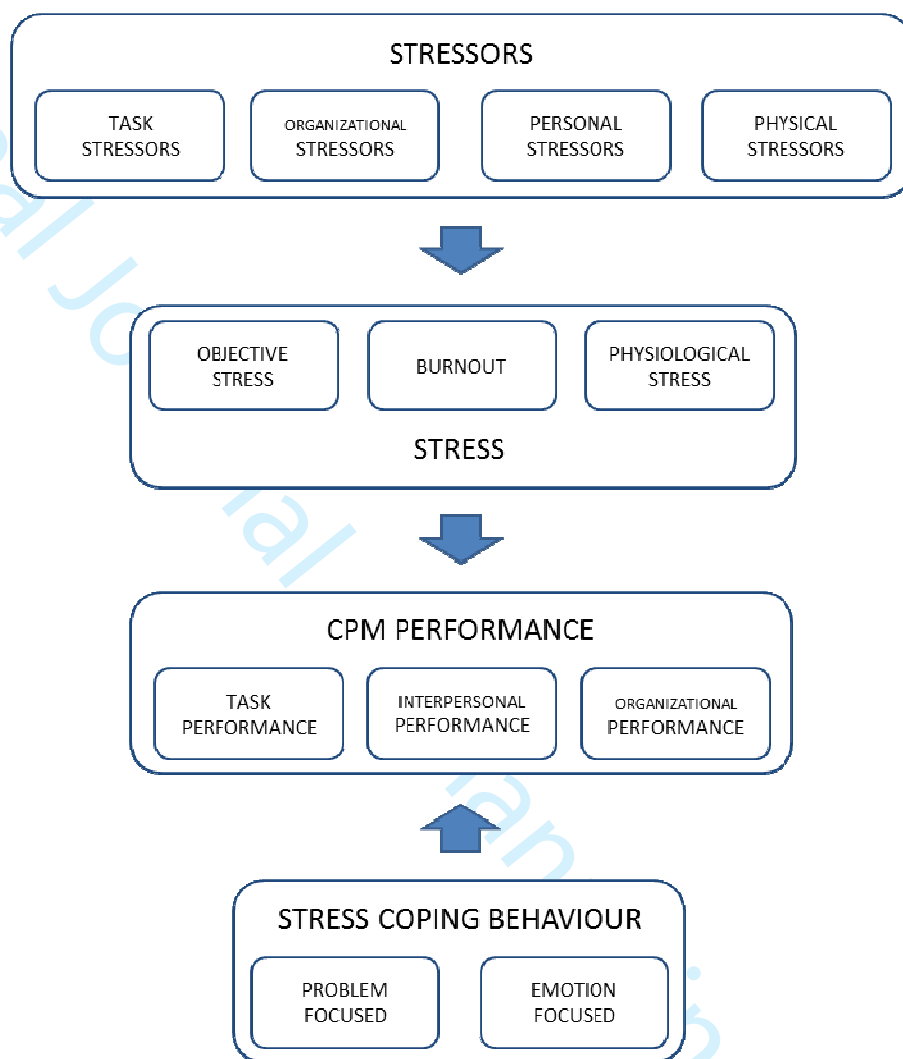 STRESSORS
TASK
STRESSORS
ORGANIZATIONAL
STRESSORS
PERSONAL
STRESSORS
PHYSICAL
STRESSORS
OBJECTIVE
STRESS
BURNOUT
PHYSIOLOGICAL
STRESS
STRESS
CPM PERFORMANCE
TASK
PERFORMANCE
INTERPERSONAL
PERFORMANCE
ORGANIZATIONAL
PERFORMANCE
STRESS COPING BEHAVIOUR
PROBLEM
FOCUSED
EMOTION
FOCUSED